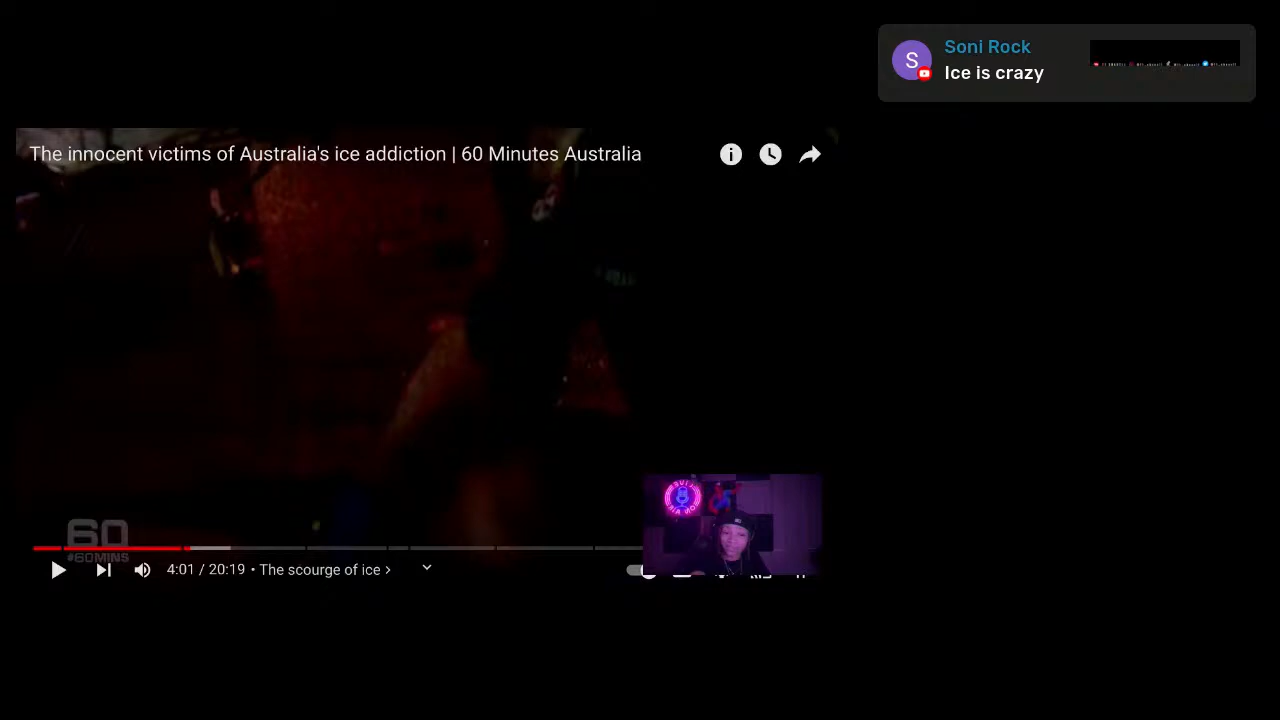 Soni Rock
S
Ice is crazy
The innocent victims of Australia's ice addiction | 60 Minutes Australia
60
#60MINS
4:01 / 20:19 • The scourge of ice ›